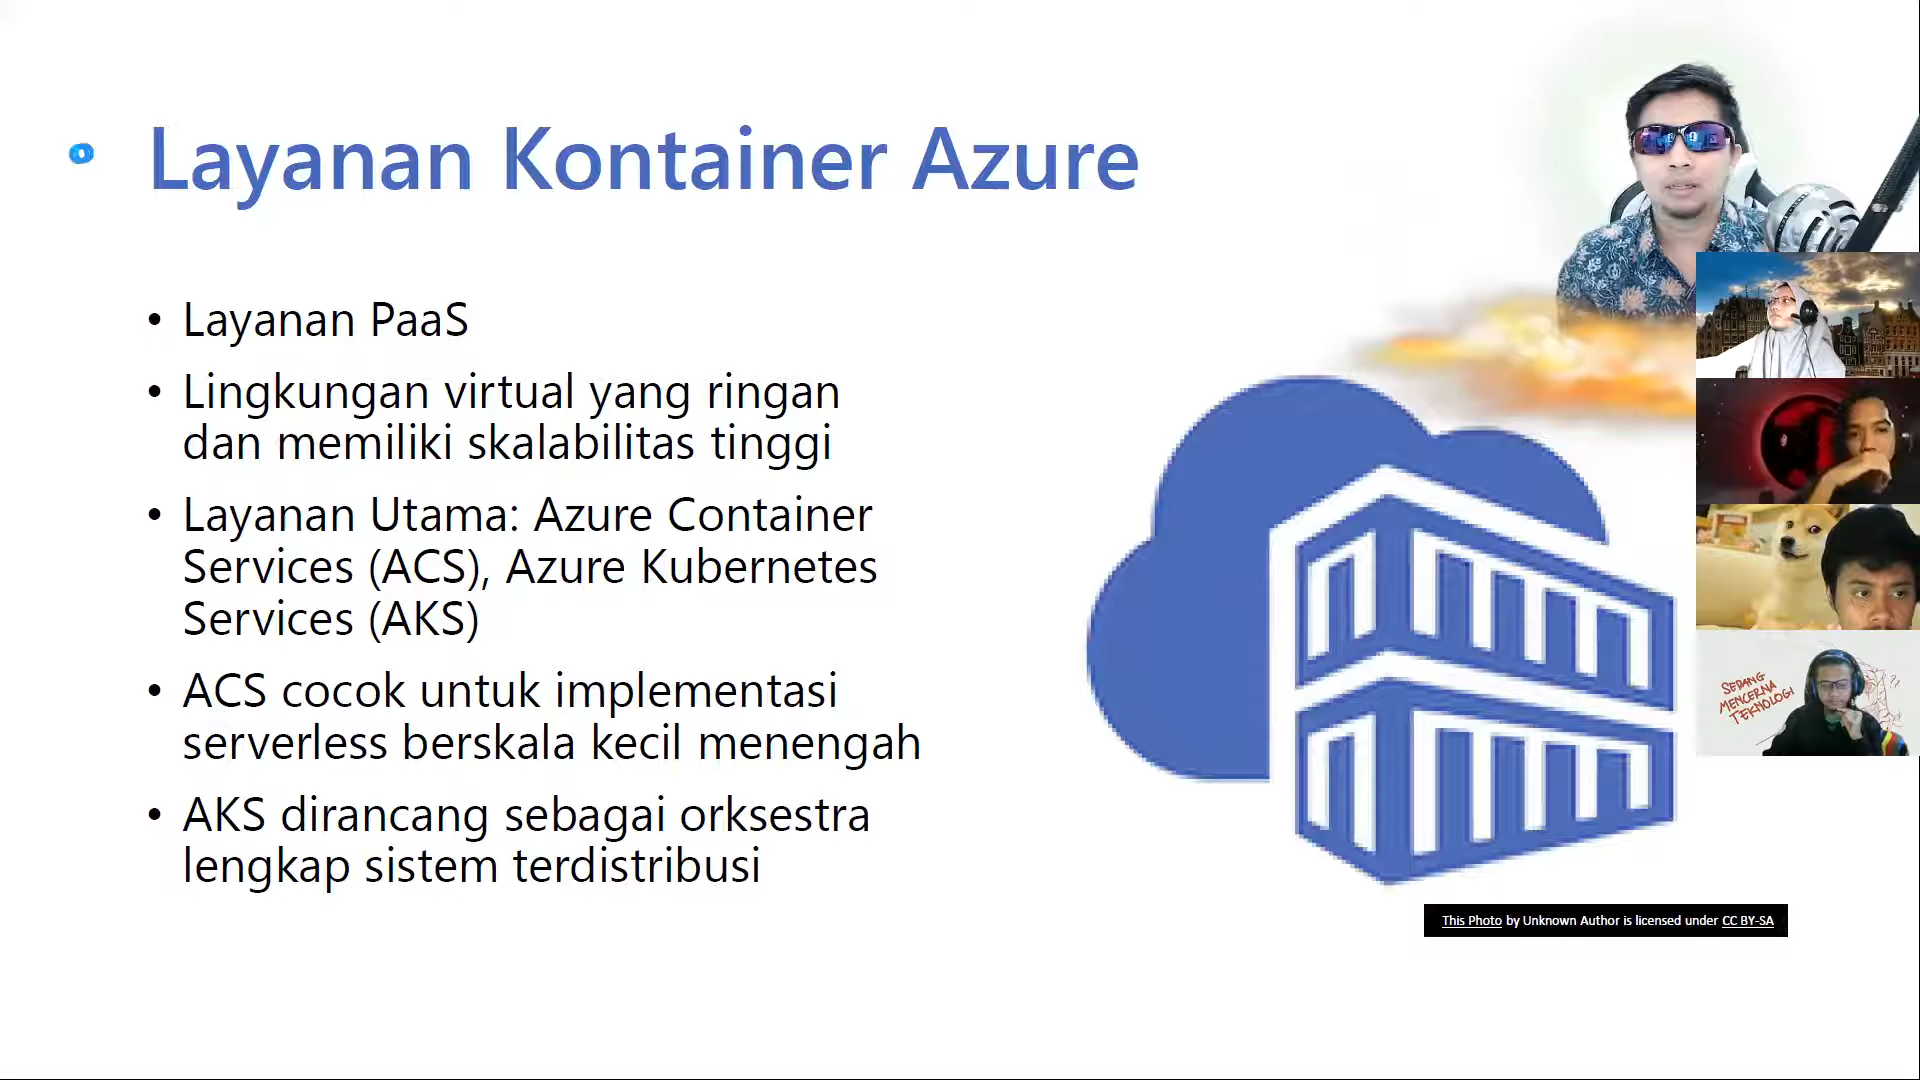 Layanan Kontainer Azure
• Layanan PaaS
• Lingkungan virtual yang ringan
dan memiliki skalabilitas tinggi
• Layanan Utama: Azure Container
Services (ACS), Azure Kubernetes
Services (AKS)
• ACS cocok untuk implementasi
serverless berskala kecil menengah
• AKS dirancang sebagai orksestra
lengkap sistem terdistribusi
SEDANG
MENCERNA
TEKNOLOGI
??
This Photo by Unknown Author is licensed under CC BY-SA